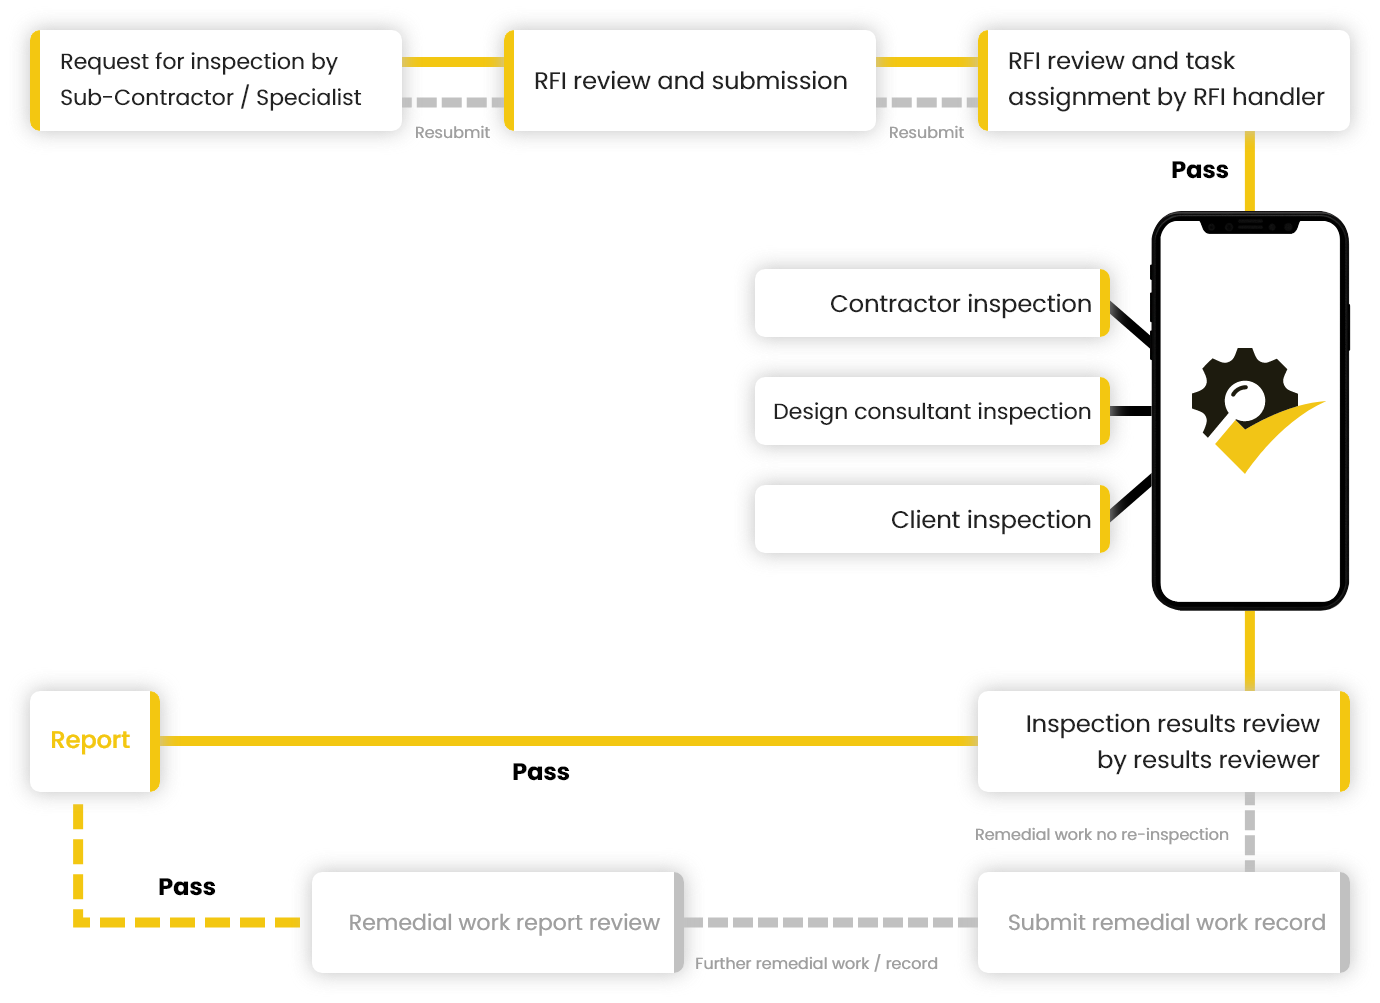 Request for inspection by
Sub-Contractor / Specialist
Resubmit
RFI review and submission
Resubmit
RFI review and task
assignment by RFI handler
Pass
Contractor inspection
Design consultant inspection
Client inspection
Inspection results review
by results reviewer
Report
Pass
Remedial work no re-inspection
Pass
Remedial work report review
Further remedial work / record
Submit remedial work record